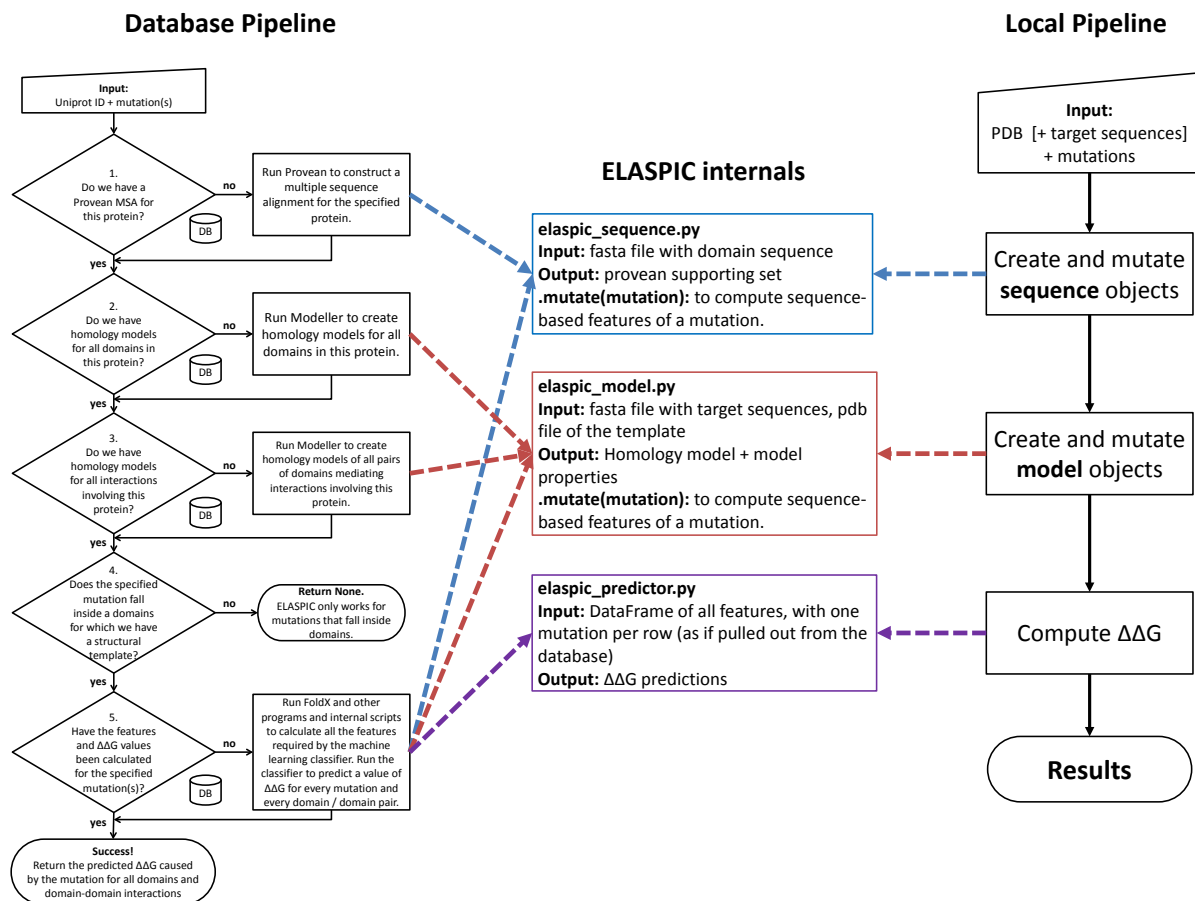 Database Pipeline
Input:
Uniprot ID + mutation(s)
1.
Do we have a
Provean MSA for
this protein?
no
DB
yes
Run Provean to construct a
multiple sequence
alignment for the specified
protein.
2.
Do we have
homology models
for all domains in
this protein?
no
DB
yes
Run Modeller to create
homology models for all
domains in this protein.
3.
Do we have
homology models
for all interactions
involving this
protein?
no
DB
yes
Run Modeller to create
homology models of all
pairs of domains mediating
interactions involving this
protein.
4.
Does the specified
mutation fall
inside a domains
for which we have
a structural
template?
no
yes
Return None.
ELASPIC only works for
mutations that fall inside
domains.
5.
Have the features
and ΔΔG values
been calculated
for the specified
mutation(s)?
no
DB
yes
Run FoldX and other
programs and internal scripts
to calculate all the features
required by the machine
learning classifier. Run the
classifier to predict a value of
ΔΔG for every mutation and
every domain / domain pair.
Success!
Return the predicted ΔΔG caused
by the mutation for all domains and
domain-domain interactions
ELASPIC internals
elaspic_sequence.py
Input: fasta file with domain sequence
Output: provean supporting set
.mutate(mutation): to compute sequence-
based features of a mutation.
elaspic_model.py
Input: fasta file with target sequences, pdb
file of the template
Output: Homology model + model
properties
.mutate(mutation): to compute sequence-
based features of a mutation.
elaspic_predictor.py
Input: DataFrame of all features, with one
mutation per row (as if pulled out from the
database)
Output: ΔΔG predictions
Local Pipeline
Input:
PDB [+ target sequences]
+ mutations
Create and mutate
sequence objects
Create and mutate
model objects
Compute ΔΔG
Results